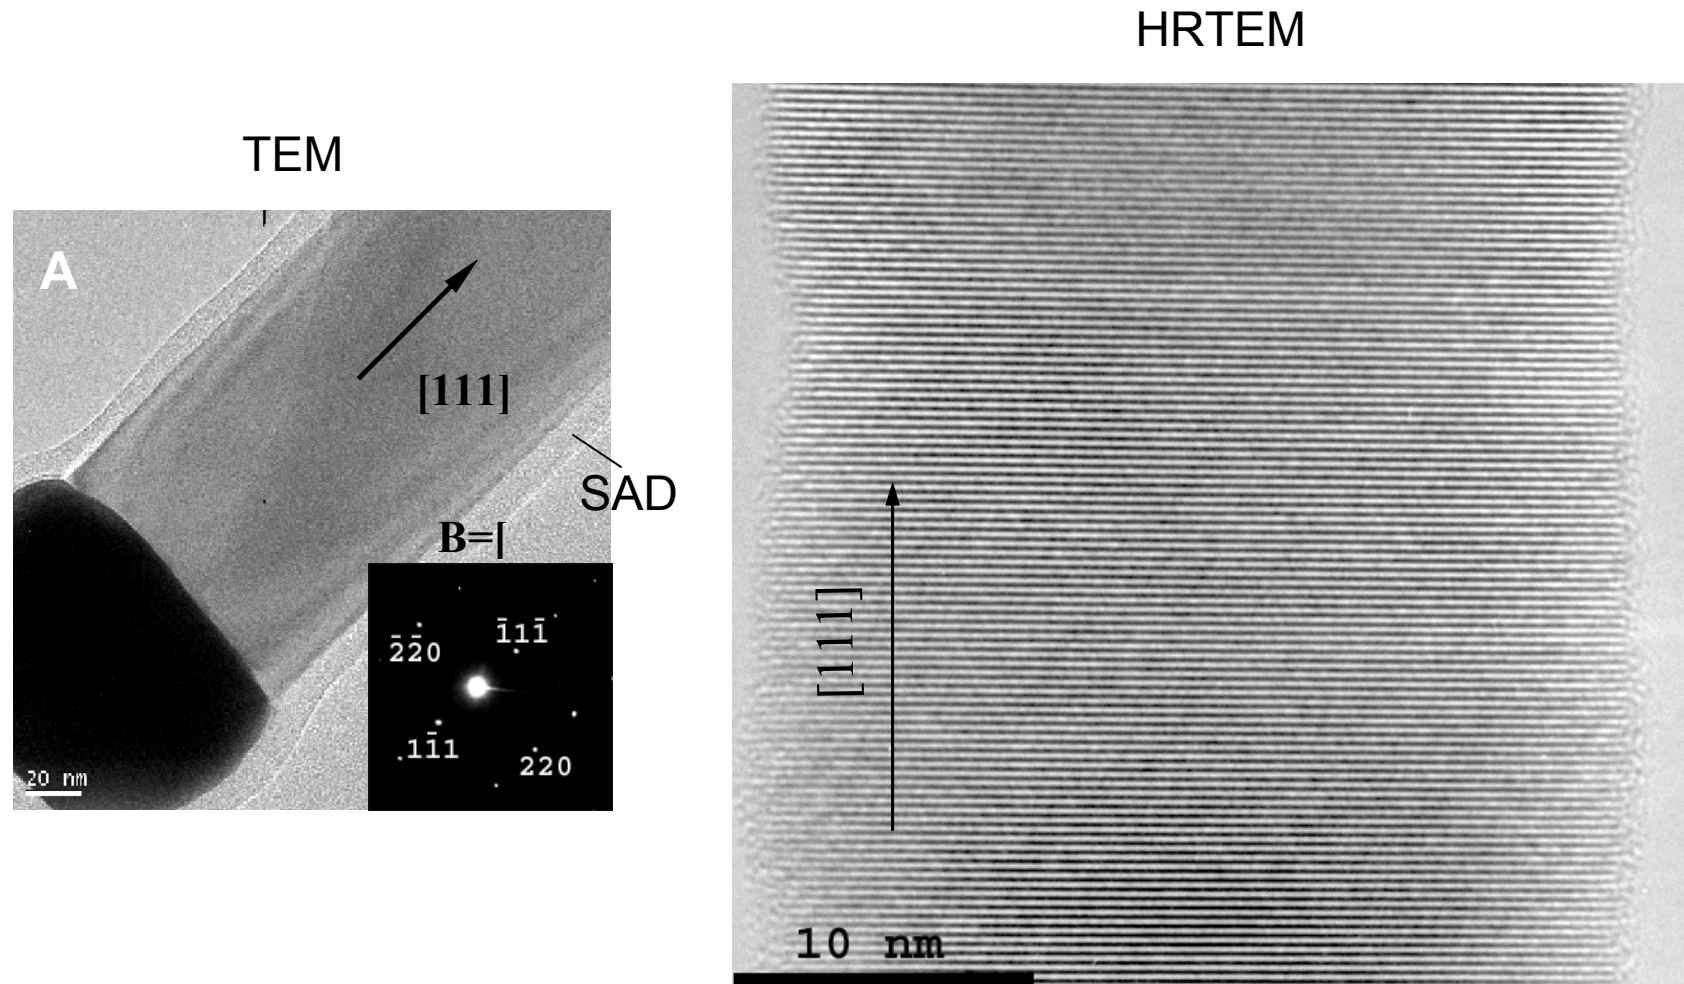 HRTEM
TEM
A
[111]
SAD
B=[
2̅2̅0
1̅11̅
11̅1
220
20 nm
[111]
10 nm